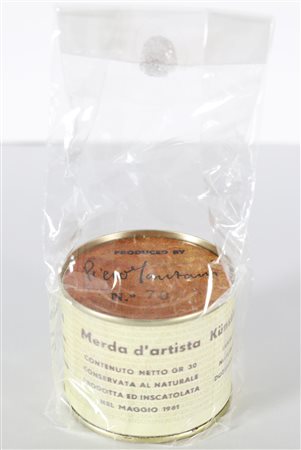 PRODUCED BY
Piero Manzoni
N.° 70
Merda d'artista
CONTENUTO NETTO GR 30
CONSERVATA AL NATURALE
PRODOTTA ED INSCATOLATA
NEL MAGGIO 1961